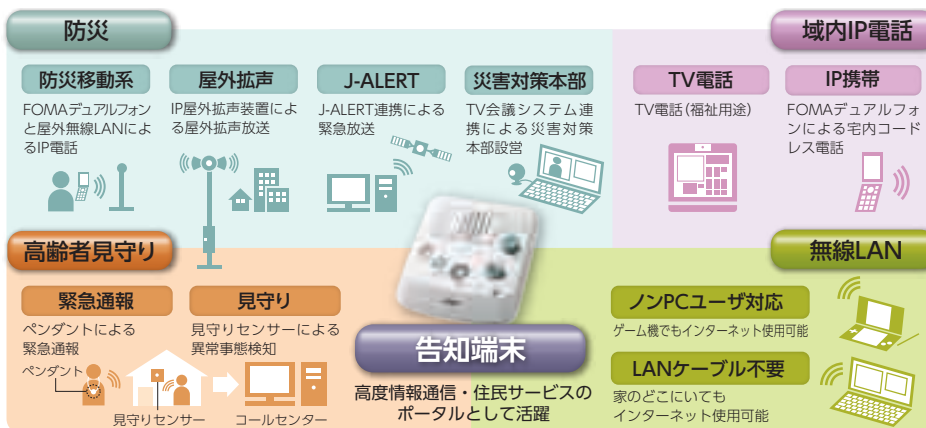 防災
防災移動系
FOMAデュアルフォン
と屋外無線LANによ
るIP電話
屋外拡声
IP屋外拡声装置によ
る屋外拡声放送
J-ALERT
J-ALERT連携による
緊急放送
災害対策本部
TV会議システム連
携による災害対策
本部設営
域内IP電話
TV電話
TV電話(福祉用途)
IP携帯
FOMAデュアルフォ
ンによる宅内コード
レス電話
高齢者見守り
緊急通報
ペンダントによる
緊急通報
ペンダント
見守り
見守りセンサーによる
異常事態検知
見守りセンサー
コールセンター
告知端末
高度情報通信・住民サービスの
ポータルとして活躍
無線LAN
ノンPCユーザ対応
ゲーム機でもインターネット使用可能
LANケーブル不要
家のどこにいても
インターネット使用可能